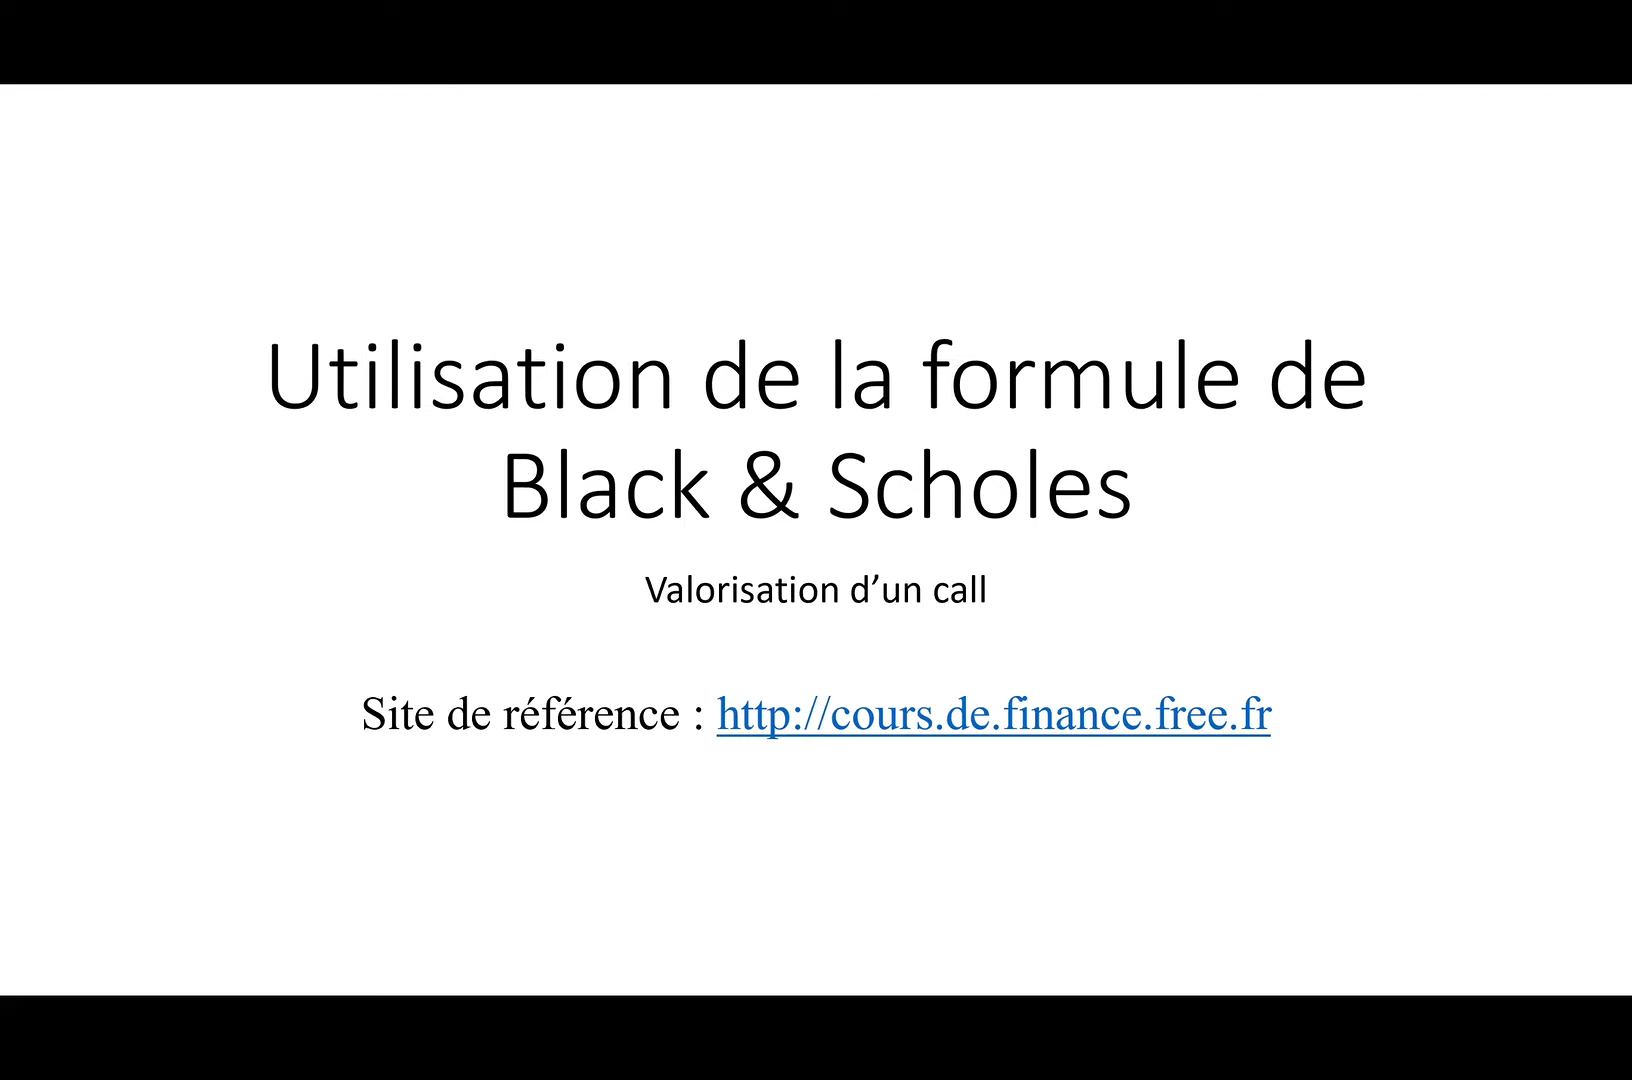 Utilisation de la formule de
Black & Scholes
Valorisation d’un call
Site de référence : http://cours.de.finance.free.fr